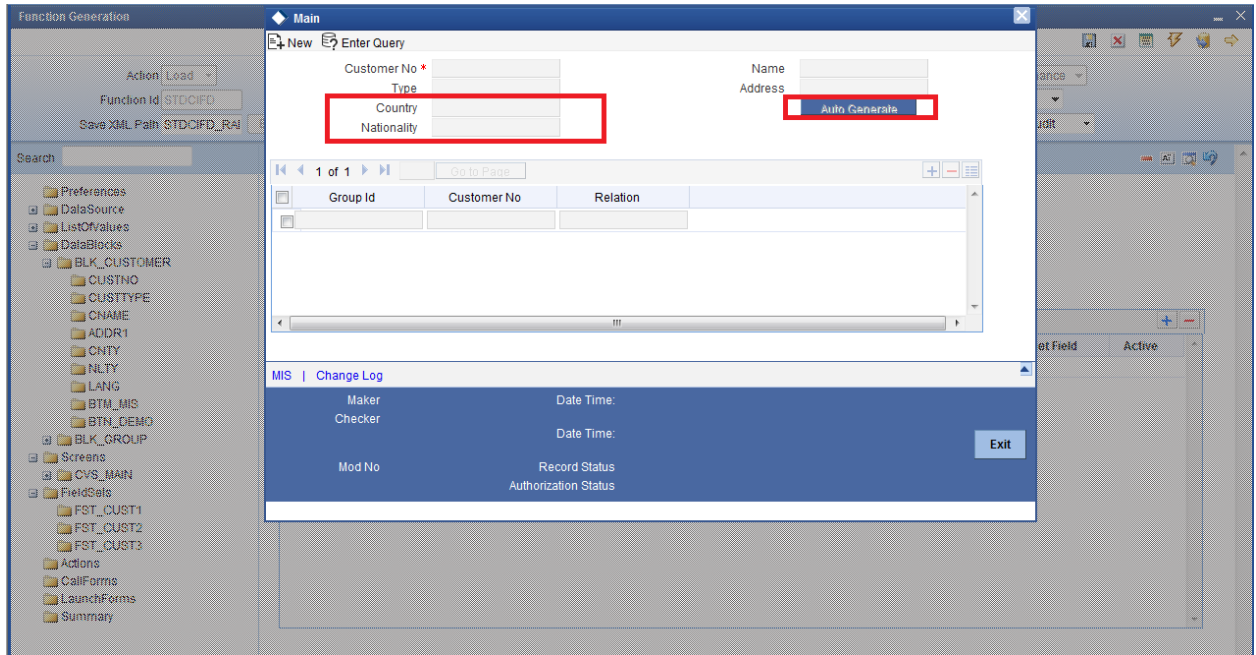 Function Generation
Action Load
Function Id STDCIFD
Save XML Path STDCIFD_RAD
Search
Preferences
DataSource
ListOfValues
DataBlocks
BLK_CUSTOMER
CUSTNO
CUSTTYPE
CNAME
ADDR1
CNTY
NLTY
LANG
BTM_MIS
BTN_DEMO
BLK_GROUP
Screens
CVS_MAIN
FieldSets
FST_CUST1
FST_CUST2
FST_CUST3
Actions
CallForms
LaunchForms
Summary
Main
New Enter Query
Customer No * Name
Type Address
Country Auto Generate
Nationality
1 of 1 Go to Page
Group Id Customer No Relation
MIS | Change Log
Maker Date Time:
Checker
Date Time:
Exit
Mod No Record Status
Authorization Status
et Field Active